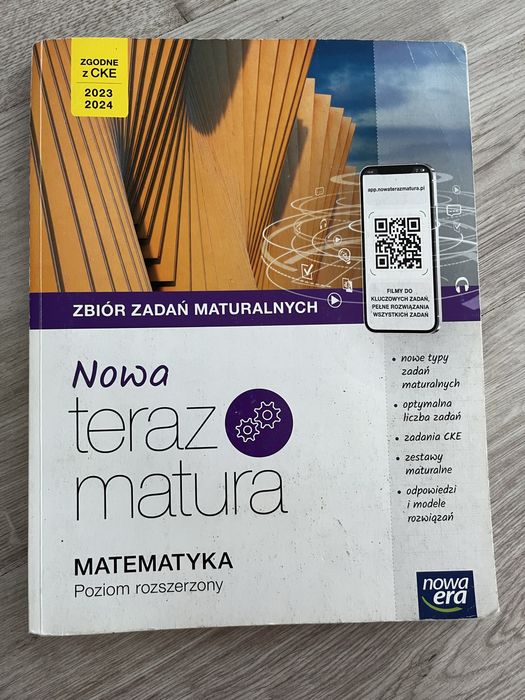 ZGODNE
z CKE
2023
2024
app.nowaterazmatura.pl
FILMY DO
KLUCZOWYCH ZADAŃ,
PEŁNE ROZWIĄZANIA
WSZYSTKICH ZADAŃ
ZBIÓR ZADAŃ MATURALNYCH
Nowa
teraz
matura
• nowe typy
zadań
maturalnych
• optymalna
liczba zadań
• zadania CKE
• zestawy
maturalne
• odpowiedzi
i modele
rozwiązań
MATEMATYKA
Poziom rozszerzony
nowa
era